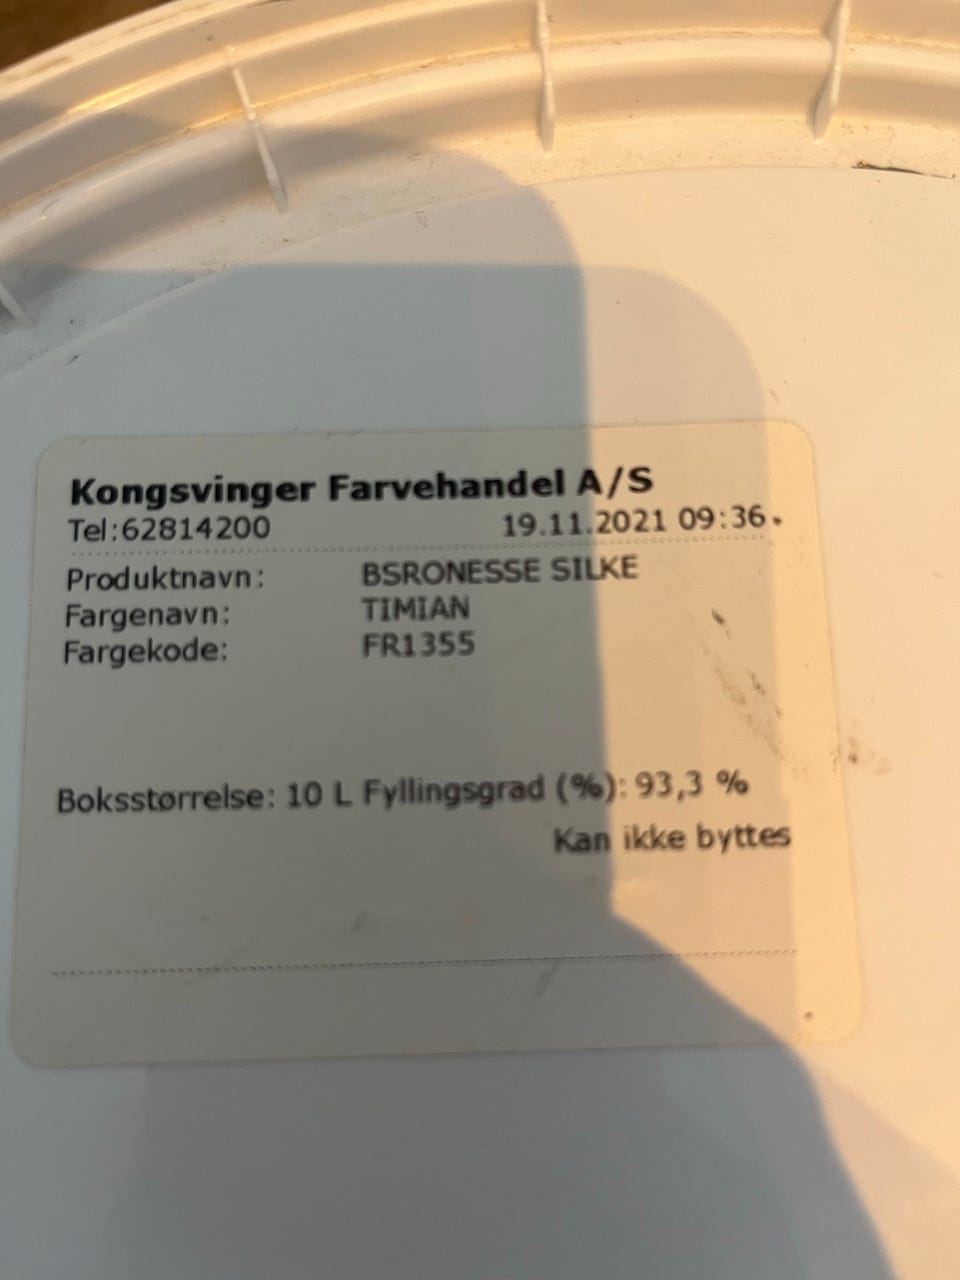 Kongsvinger Farvehandel A/S
Tel:62814200 19.11.2021 09:36.
Produktnavn: BSRONESSE SILKE
Fargenavn: TIMIAN
Fargekode: FR1355
Boksstørrelse: 10 L Fyllingsgrad (%): 93,3 %
Kan ikke byttes